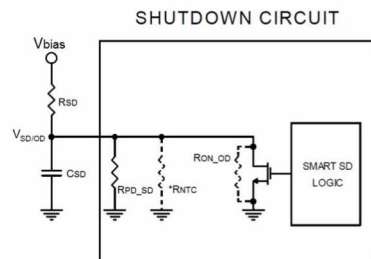 SHUTDOWN CIRCUIT
Vbias
RSD
VSD/OD
CSD
RPD_SD
*RNTC
RON_OD
SMART SD
LOGIC